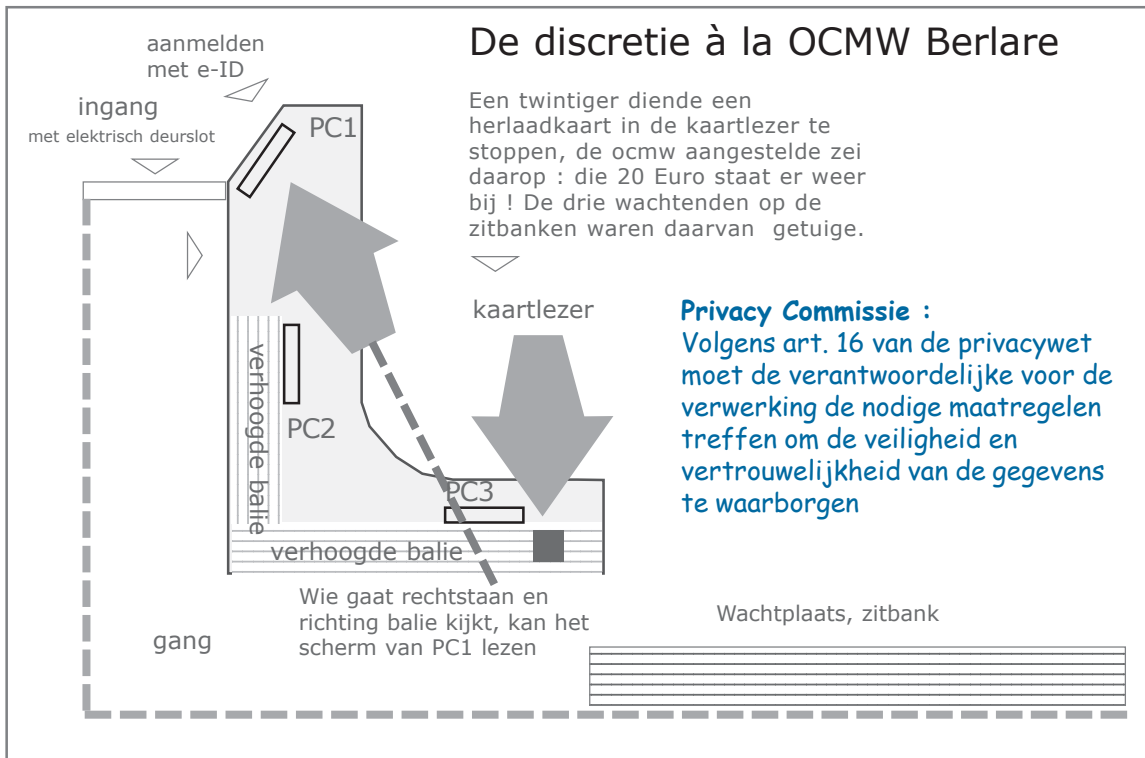 De discretie à la OCMW Berlare
aanmelden
met e-ID
ingang
met elektrisch deurslot
PC1
Een twintiger diende een
herlaadkaart in de kaartlezer te
stoppen, de ocmw aangestelde zei
daarop : die 20 Euro staat er weer
bij ! De drie wachtenden op de
zitbanken waren daarvan getuige.
kaartlezer
Privacy Commissie :
Volgens art. 16 van de privacywet
moet de verantwoordelijke voor de
verwerking de nodige maatregelen
treffen om de veiligheid en
vertrouwelijkheid van de gegevens
te waarborgen
verhoogde balie
PC2
PC3
verhoogde balie
Wie gaat rechtstaan en
richting balie kijkt, kan het
scherm van PC1 lezen
gang
Wachtplaats, zitbank